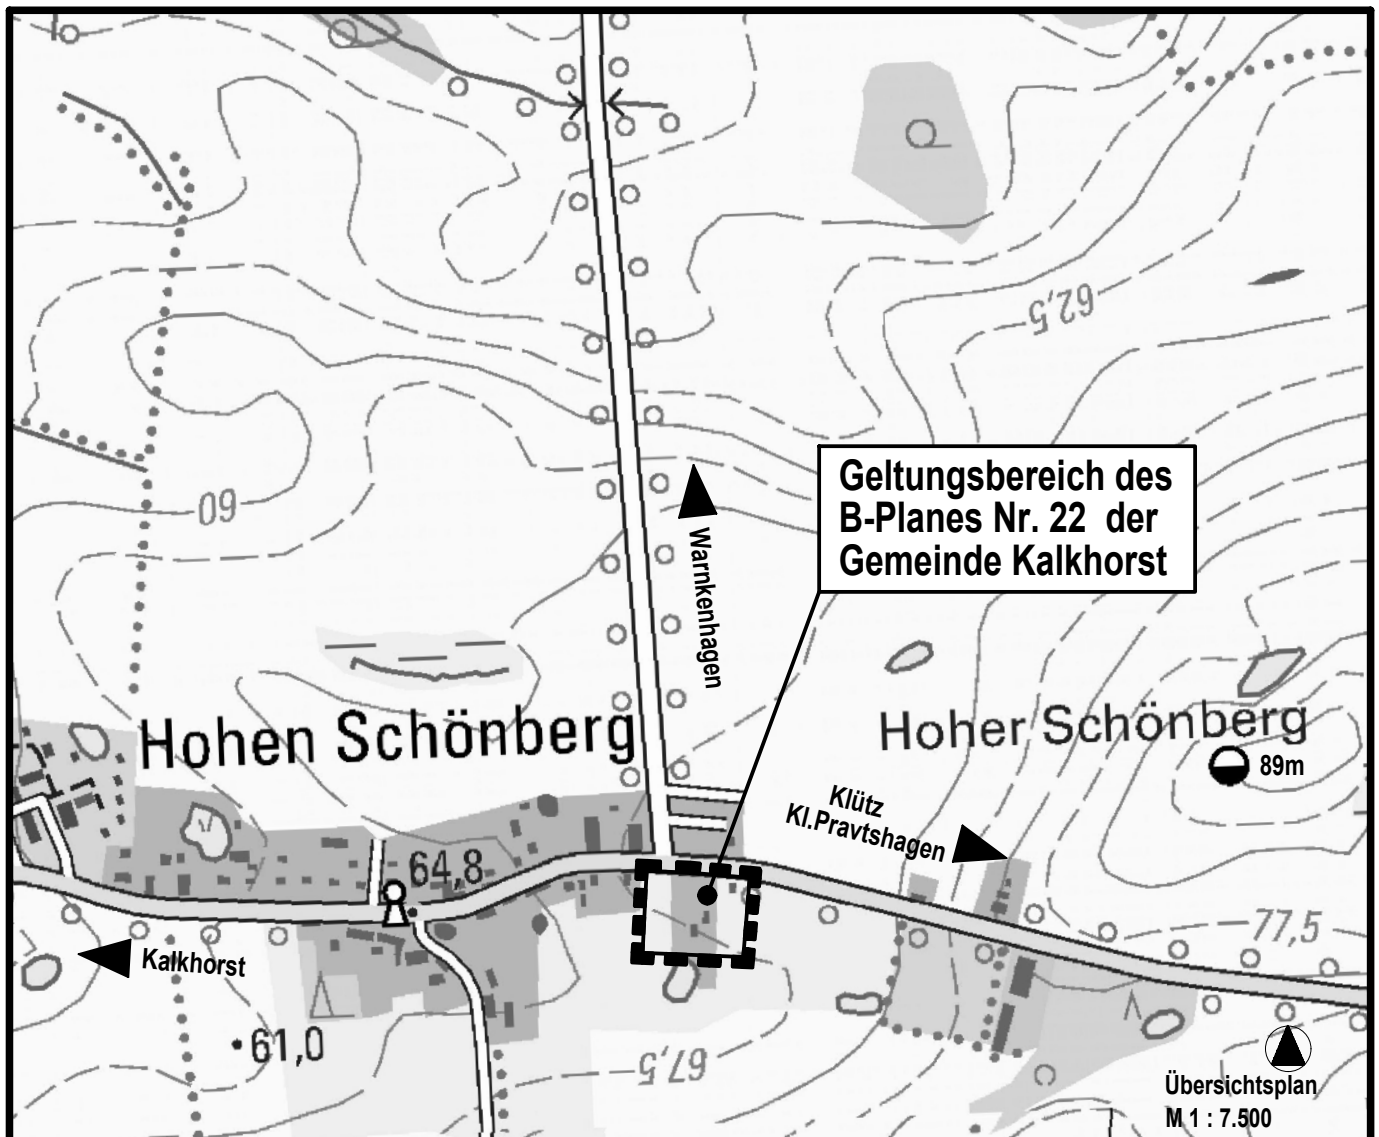 62,5
Geltungsbereich des
B-Planes Nr. 22 der
Gemeinde Kalkhorst
60
Warnkenhagen
Hohen Schönberg
Hoher Schönberg
89m
Klütz
Kl.Pravtshagen
64,8
77,5
Kalkhorst
61,0
67,5
Übersichtsplan
M 1 : 7.500